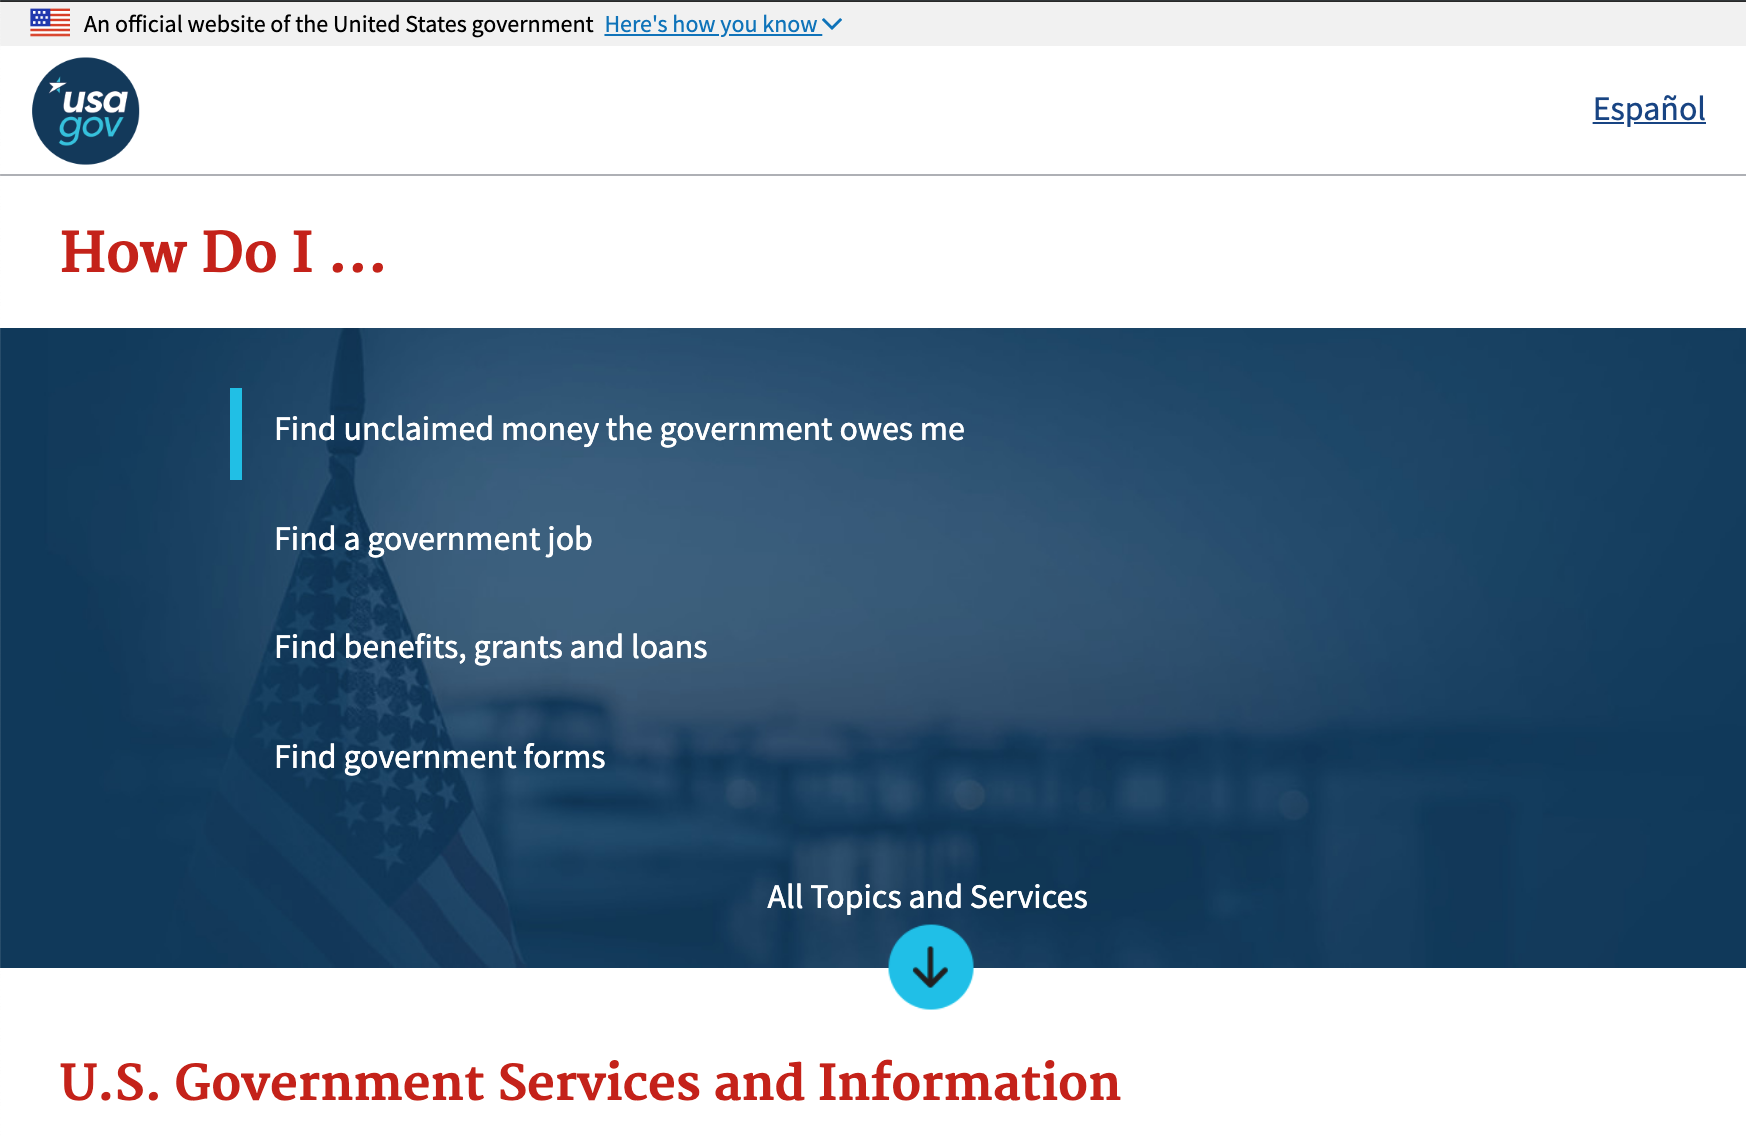 An official website of the United States government Here's how you know
usa
gov
Español
How Do I ...
Find unclaimed money the government owes me
Find a government job
Find benefits, grants and loans
Find government forms
All Topics and Services
U.S. Government Services and Information